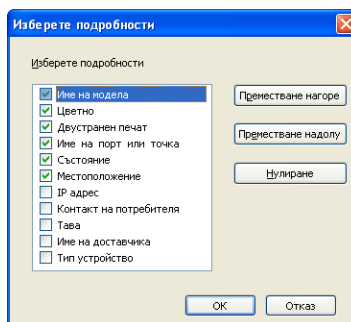 Изберете подробности
Изберете подробности
Име на модела
Цветно
Двустранен печат
Име на порт или точка
Състояние
Местоположение
IP адрес
Контакт на потребителя
Тава
Име на доставчика
Тип устройство
Преместване нагоре
Преместване надолу
Нулиране
OK
Отказ